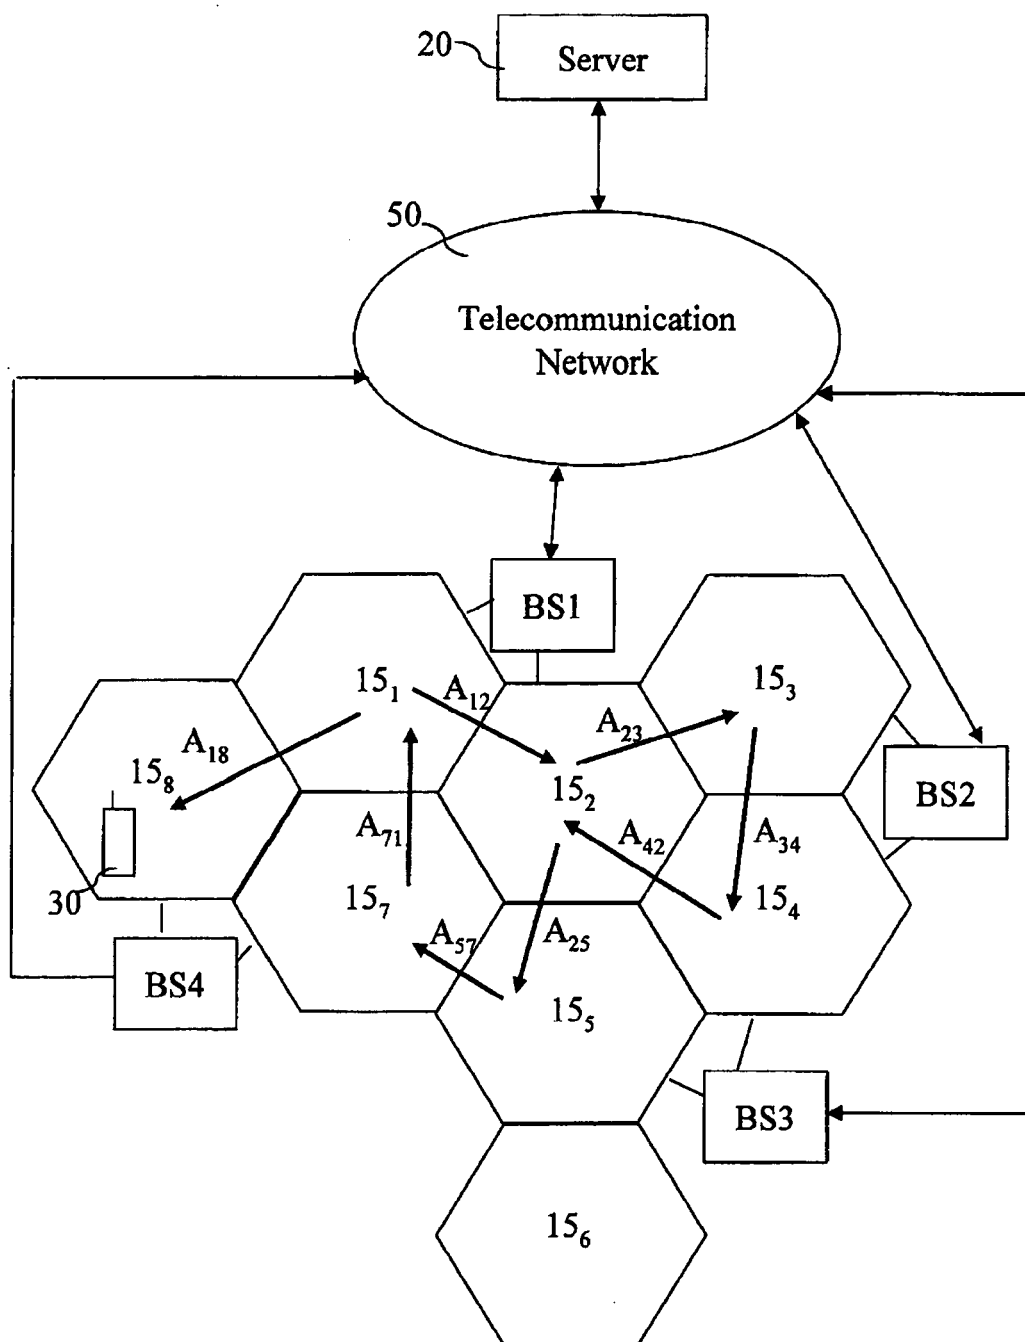 20
Server
50
Telecommunication
Network
BS1
15₁
A₁₂
15₃
A₁₈
A₂₃
15₈
15₂
BS2
A₇₁
A₄₂
A₃₄
30
15₇
15₄
A₅₇
A₂₅
BS4
15₅
BS3
15₆